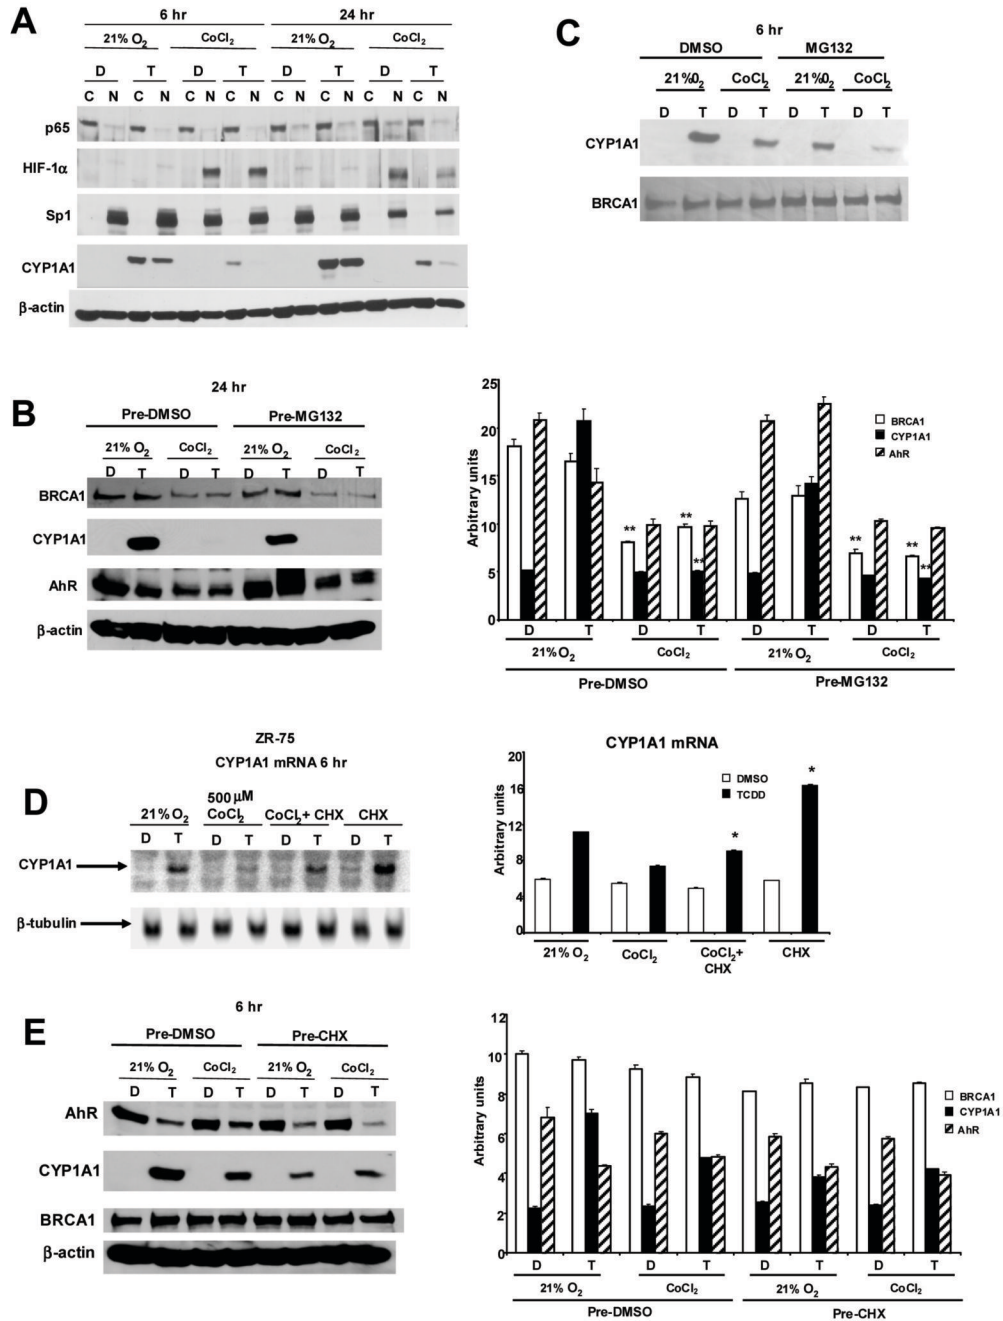 A
6 hr 24 hr
21% O2 CoCl2 21% O2 CoCl2
D T D T D T D T
C N C N C N C N C N C N C N C N
p65
HIF-1α
Sp1
CYP1A1
β-actin
C
6 hr
DMSO MG132
21%02 CoCl2 21%02 CoCl2
D T D T D T D T
CYP1A1
BRCA1
B
24 hr
Pre-DMSO Pre-MG132
21% O2 CoCl2 21% O2 CoCl2
D T D T D T D T
BRCA1
CYP1A1
AhR
β-actin
25
20
15
10
5
0
Arbitrary units
BRCA1
CYP1A1
AhR
** ** ** ** ** **
D T D T D T D T
21% O2 CoCl2 21% O2 CoCl2
Pre-DMSO Pre-MG132
D
ZR-75
CYP1A1 mRNA 6 hr
21% O2 500 μM CoCl2 CoCl2+ CHX CHX
D T D T D T D T
CYP1A1
β-tubulin
CYP1A1 mRNA
20
16
12
8
4
0
Arbitrary units
DMSO
TCDD
* *
21% O2 CoCl2 CoCl2+ CHX CHX
E
6 hr
Pre-DMSO Pre-CHX
21% O2 CoCl2 21% O2 CoCl2
D T D T D T D T
AhR
CYP1A1
BRCA1
β-actin
12
10
8
6
4
2
0
Arbitrary units
BRCA1
CYP1A1
AhR
D T D T D T D T
21% O2 CoCl2 21% O2 CoCl2
Pre-DMSO Pre-CHX